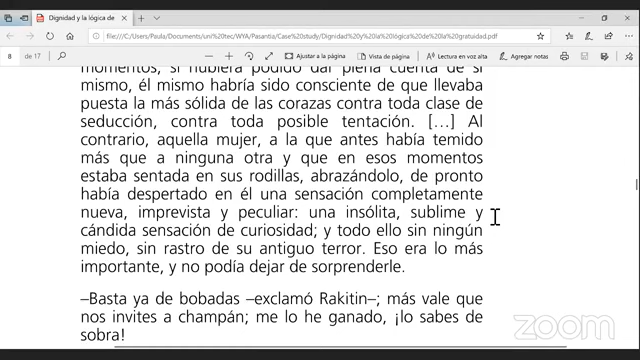 Dignidad y la lógica de
file:///C:/Users/Paula/Documents/uni tec/WYA/Pasantia/Case study/Dignidad%20y%20la%20lógica%20de%20la%20gratuidad.pdf
8 de 17 Ajustar a la página Vista de página Lectura en voz alta Agregar notas
momentos, si hubiera podido dar plena cuenta de sí
mismo, él mismo habría sido consciente de que llevaba
puesta la más sólida de las corazas contra toda clase de
seducción, contra toda posible tentación. […] Al
contrario, aquella mujer, a la que antes había temido
más que a ninguna otra y que en esos momentos
estaba sentada en sus rodillas, abrazándolo, de pronto
había despertado en él una sensación completamente
nueva, imprevista y peculiar: una insólita, sublime y
cándida sensación de curiosidad; y todo ello sin ningún
miedo, sin rastro de su antiguo terror. Eso era lo más
importante, y no podía dejar de sorprenderle.
–Basta ya de bobadas –exclamó Rakitin–; más vale que
nos invites a champán; me lo he ganado, ¡lo sabes de
sobra!
zoom